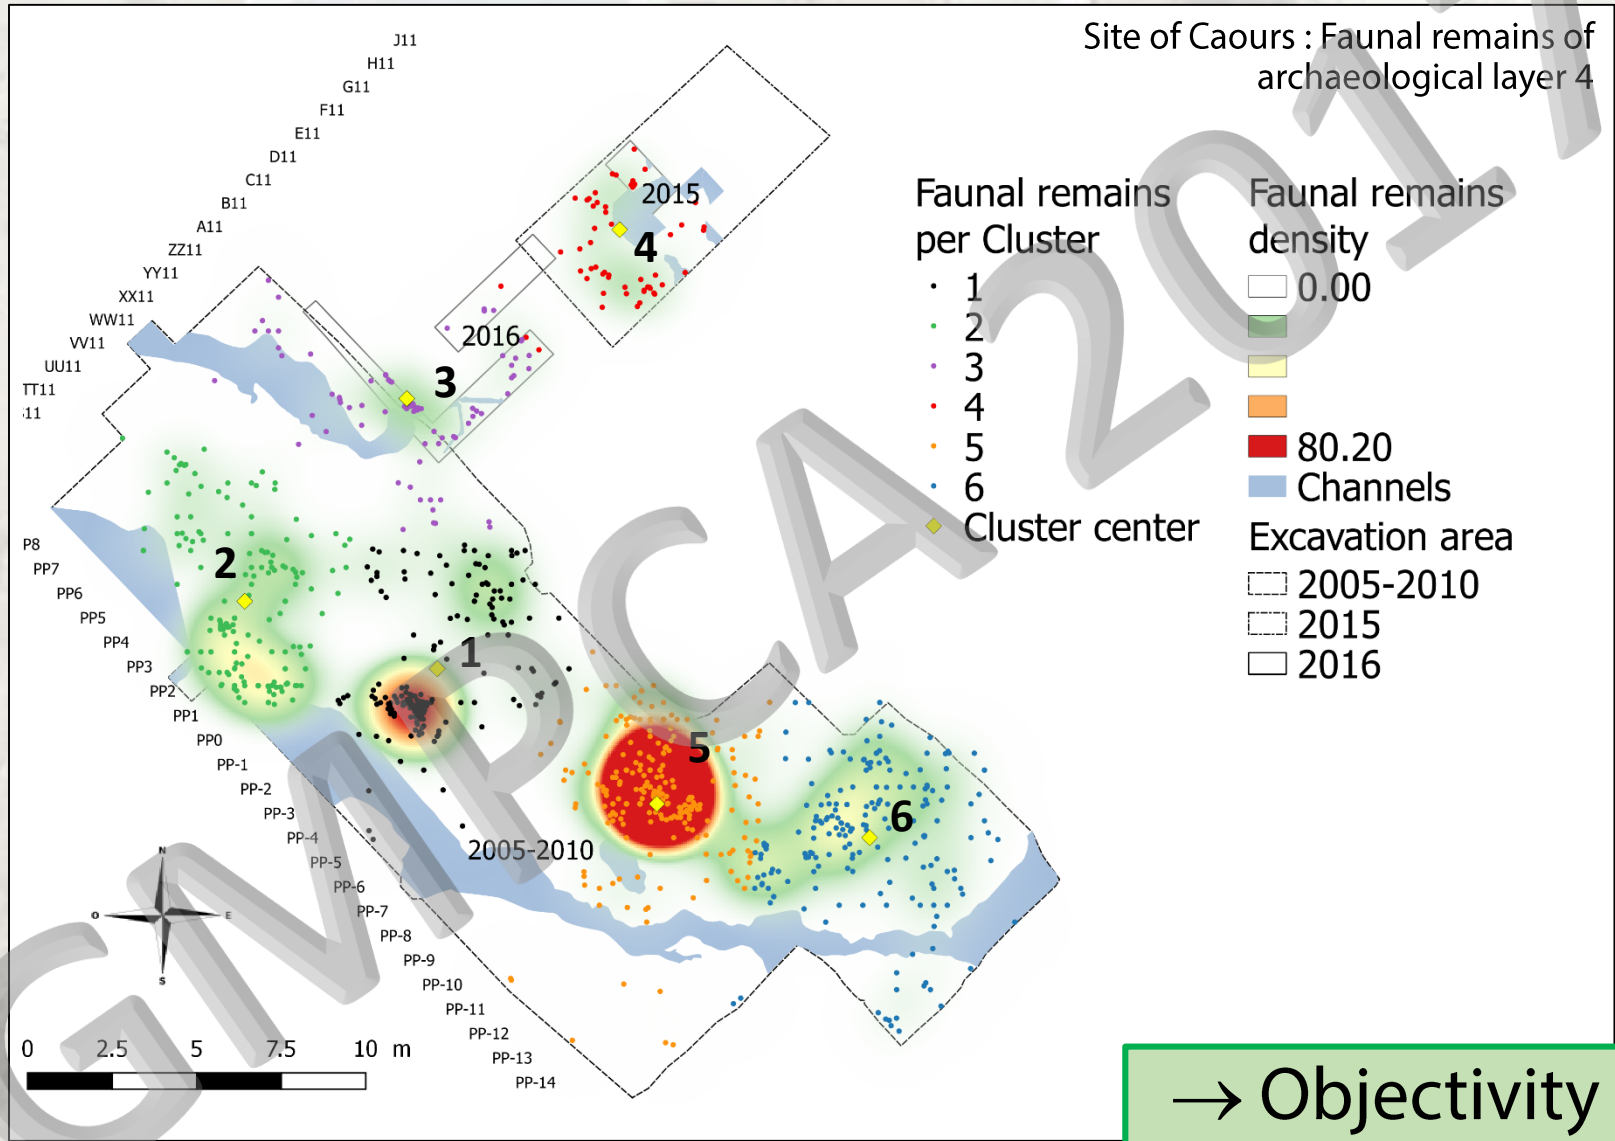 Site of Caours : Faunal remains of
archaeological layer 4
J11
H11
G11
F11
E11
D11
C11
B11
A11
ZZ11
YY11
XX11
WW11
VV11
UU11
TT11
11
P8
PP7
PP6
PP5
PP4
PP3
PP2
PP1
PP0
PP-1
PP-2
PP-3
PP-4
PP-5
PP-6
PP-7
PP-8
PP-9
PP-10
PP-11
PP-12
PP-13
PP-14
2015
4
2016
3
2
1
5
6
2005-2010
Faunal remains
per Cluster
1
2
3
4
5
6
Cluster center
Faunal remains
density
0.00
80.20
Channels
Excavation area
2005-2010
2015
2016
N
O
E
S
0 2.5 5 7.5 10 m
GMPCA 2017
→ Objectivity